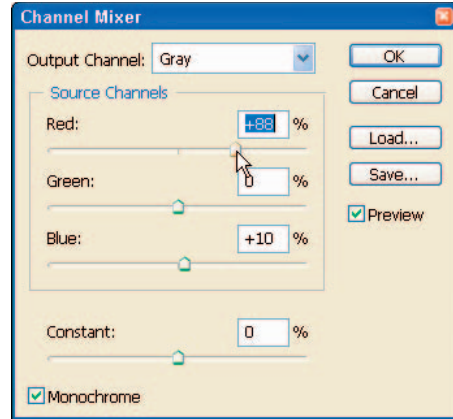 Channel Mixer
Output Channel: Gray
OK
Source Channels
Cancel
Red: +88 %
Load...
Green: 0 %
Save...
Preview
Blue: +10 %
Constant: 0 %
Monochrome